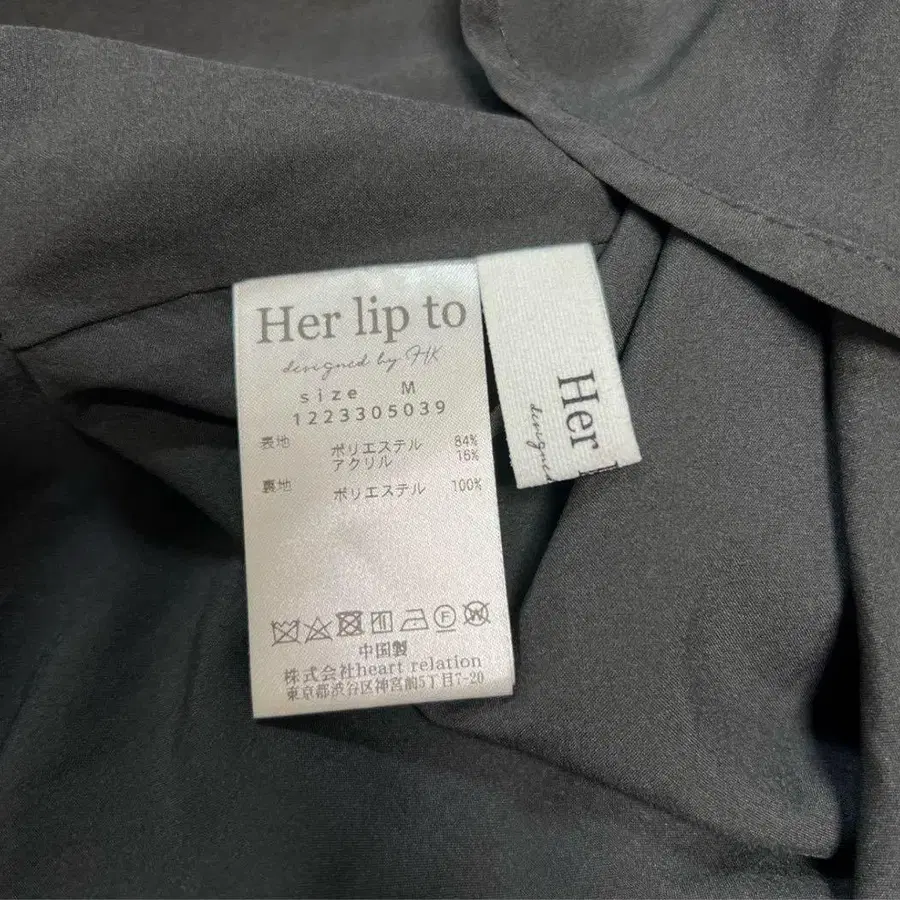 Her lip to
designed by HK
size M
1223305039
表地 ポリエステル 84%
アクリル 16%
裏地 ポリエステル 100%
F
W
中国製
株式会社heart relation
東京都渋谷区神宮前5丁目7-20
Her
designed